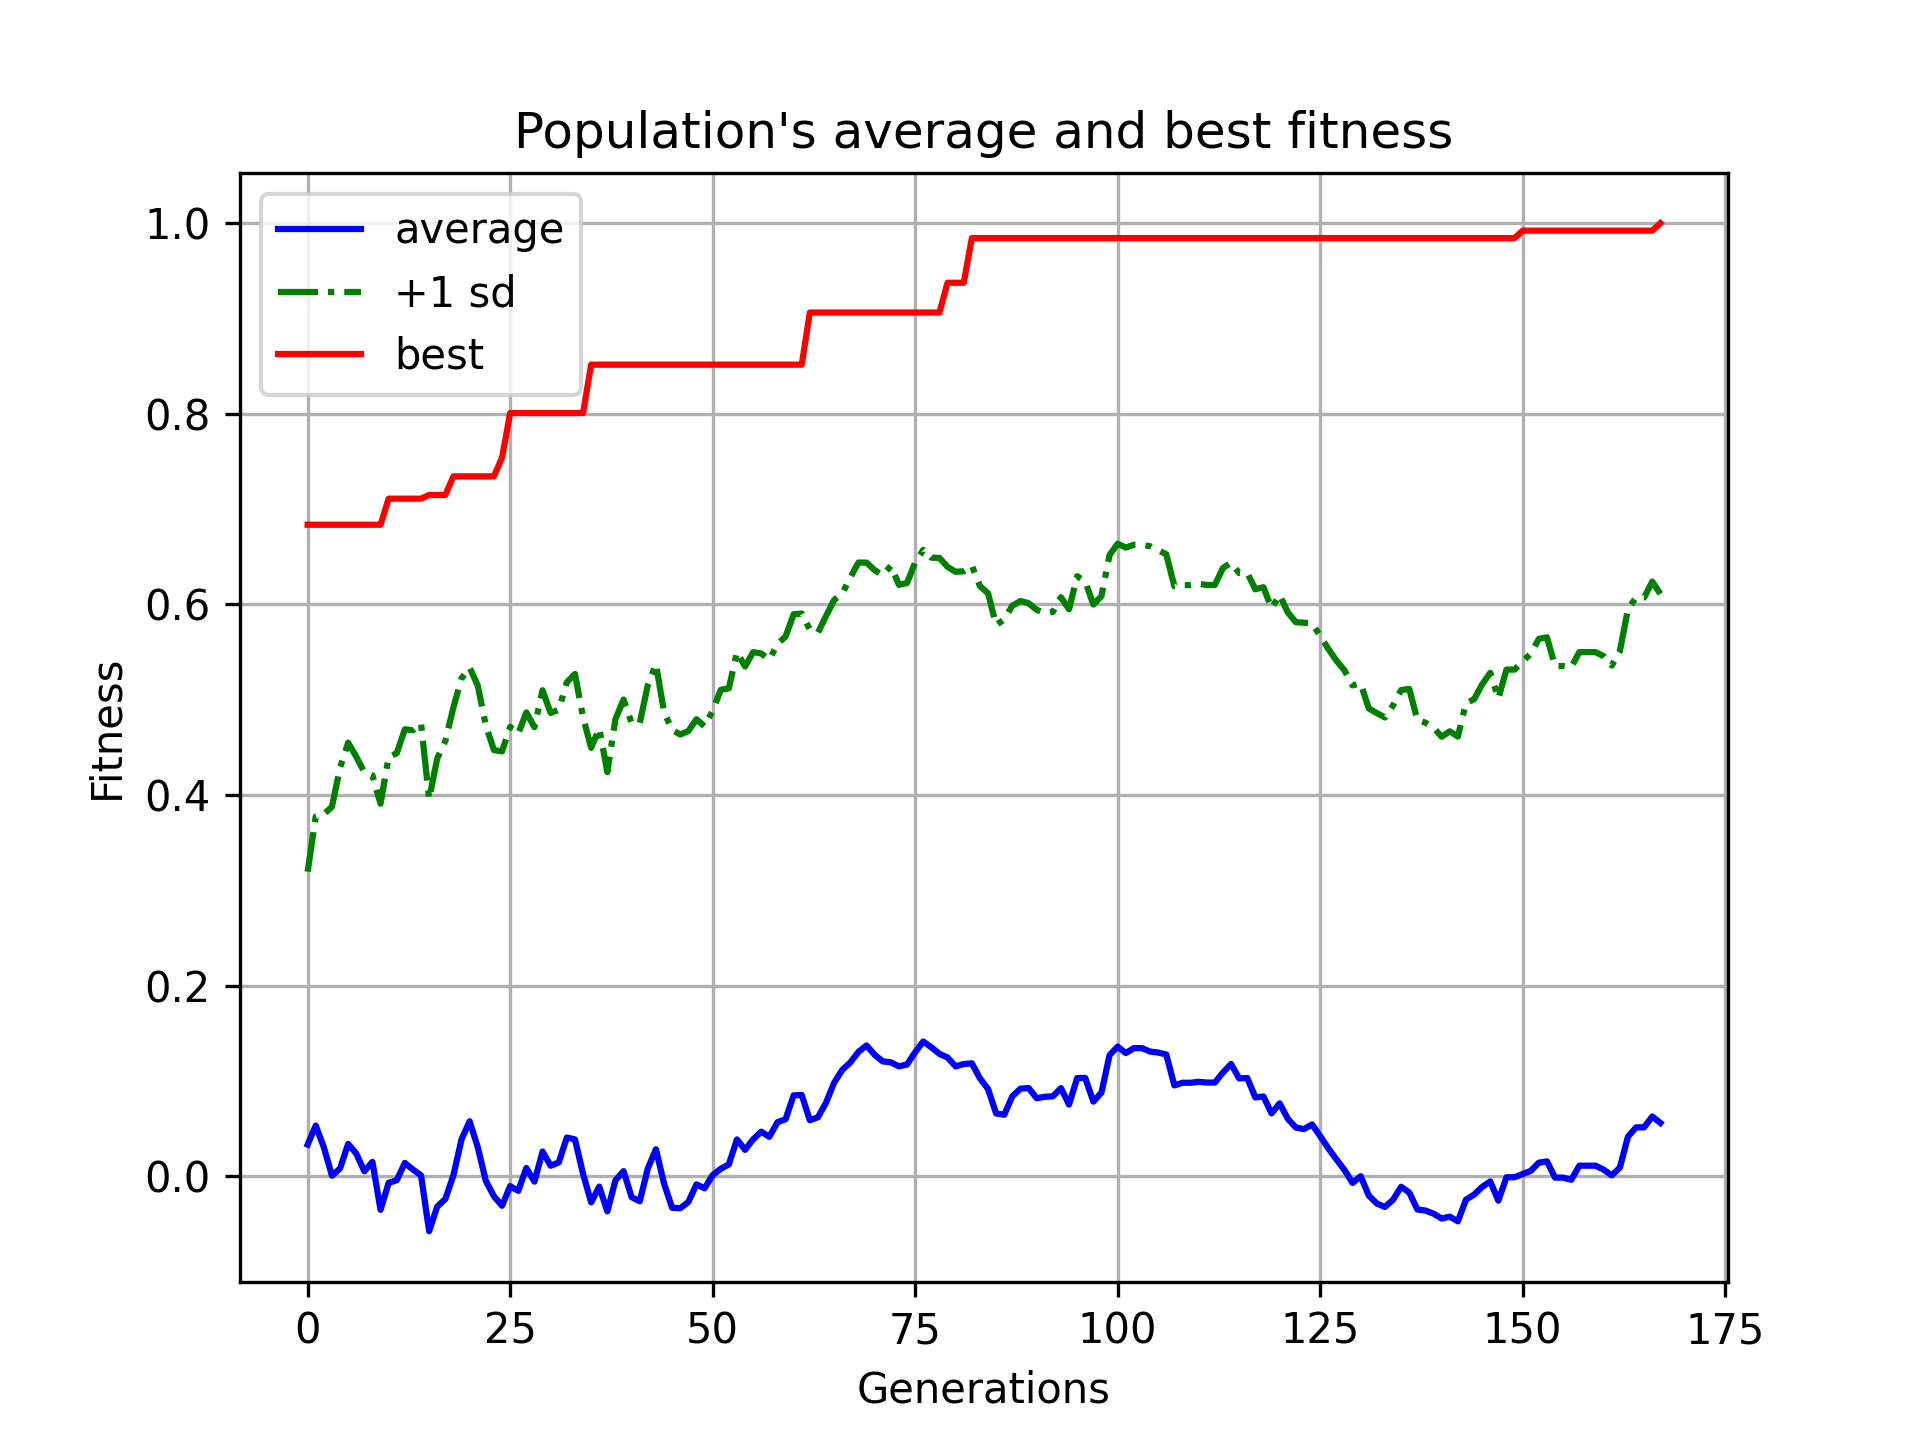 Population's average and best fitness
average
+1 sd
best
1.0
0.8
0.6
0.4
0.2
0.0
Fitness
0 25 50 75 100 125 150 175
Generations